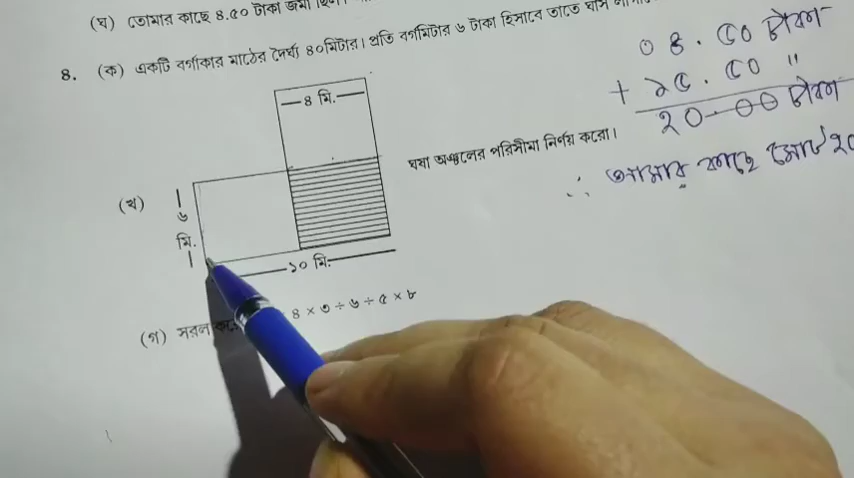 (ঘ) তোমার কাছে ৪.৫০ টাকা জমা
৪. (ক) একটি বর্গাকার মাঠের দৈর্ঘ্য ৪০মিটার। প্রতি বর্গমিটার ৬ টাকা হিসাবে তাতে ঘাস
৪ মি.
(খ) ৬ মি. ১০ মি. ঘষা অঞ্চলের পরিসীমা নির্ণয় করো।
(গ) সরল ৪ × ৩ ÷ ৬ ÷ ৫ × ৮
০৪.৫০ টাকা
+ ১৫.৫০ "
২০.০০ টাকা
∴ আমার কাছে মোট ২০